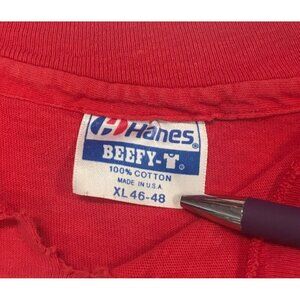 Hanes®
BEEFY-T®
100% COTTON
MADE IN U.S.A.
XL 46-48